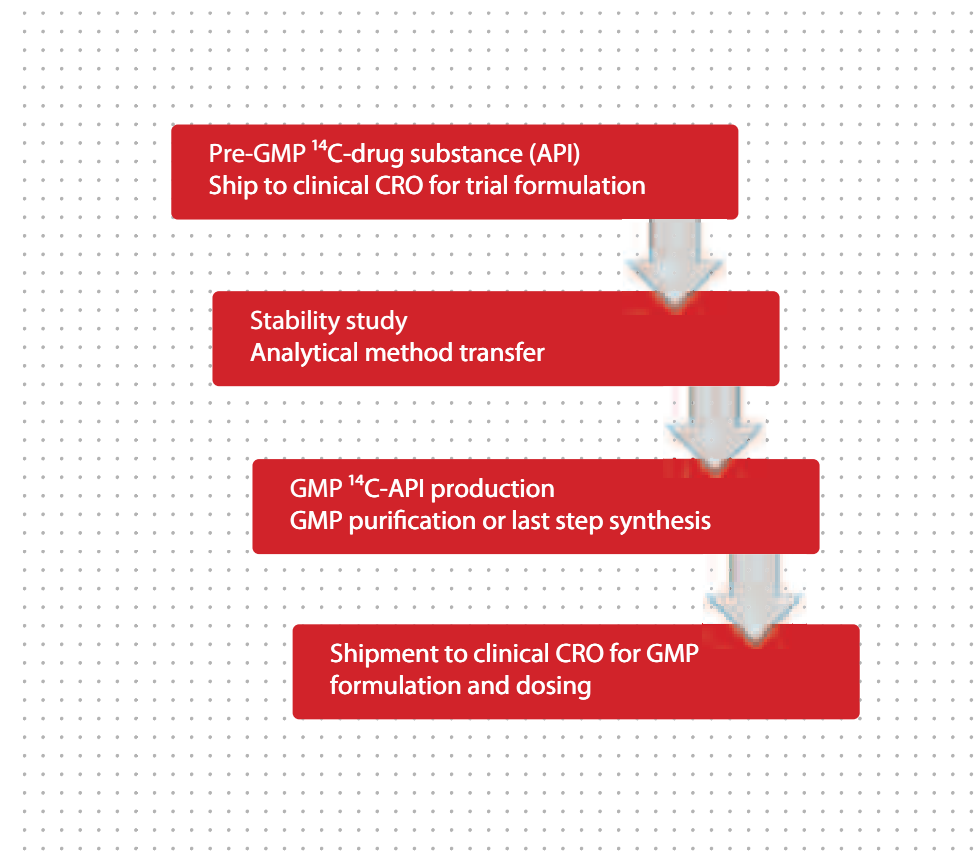 Pre-GMP ¹⁴C-drug substance (API)
Ship to clinical CRO for trial formulation
Stability study
Analytical method transfer
GMP ¹⁴C-API production
GMP purification or last step synthesis
Shipment to clinical CRO for GMP
formulation and dosing